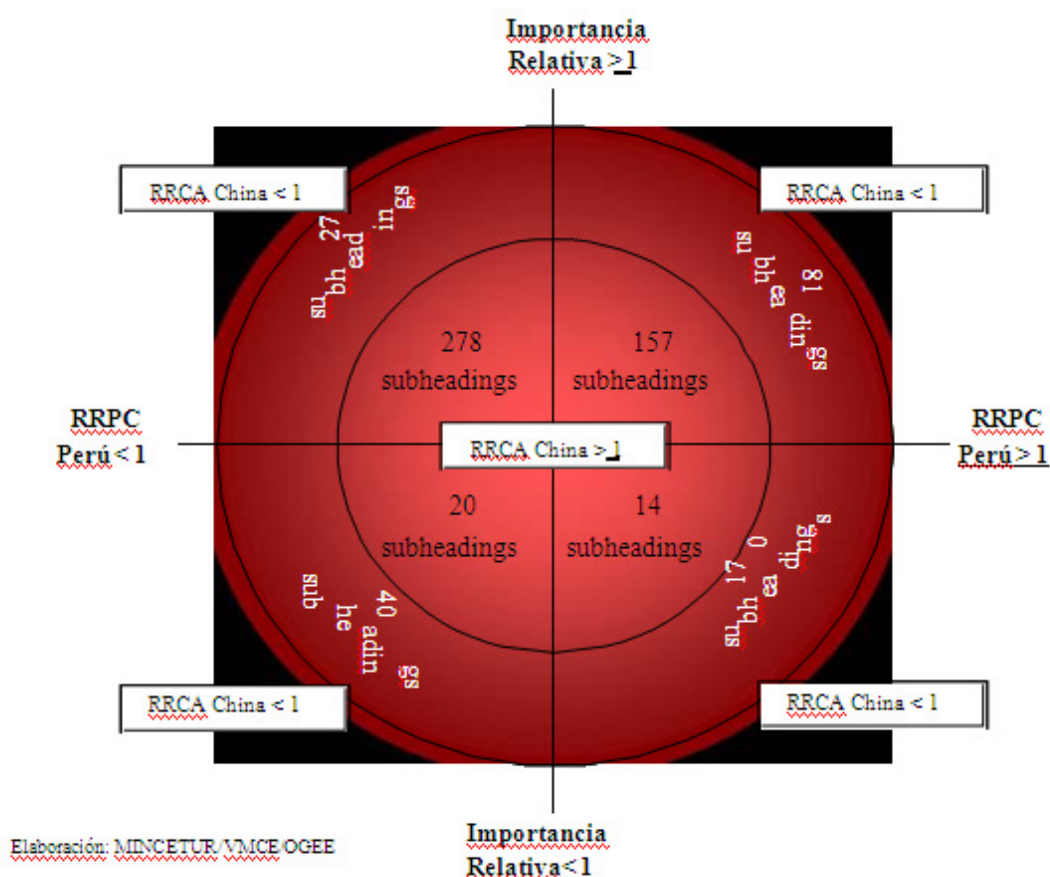 Importancia
Relativa >1
RRCA China < 1
RRCA China < 1
27
subheadings
81
subheadings
278
subheadings
157
subheadings
RRPC
Perú < 1
RRCA China > 1
RRPC
Perú > 1
20
subheadings
14
subheadings
40
subheadings
170
subheadings
RRCA China < 1
RRCA China < 1
Importancia
Relativa<1
Elaboración: MINCETUR/VMCE/OGEE